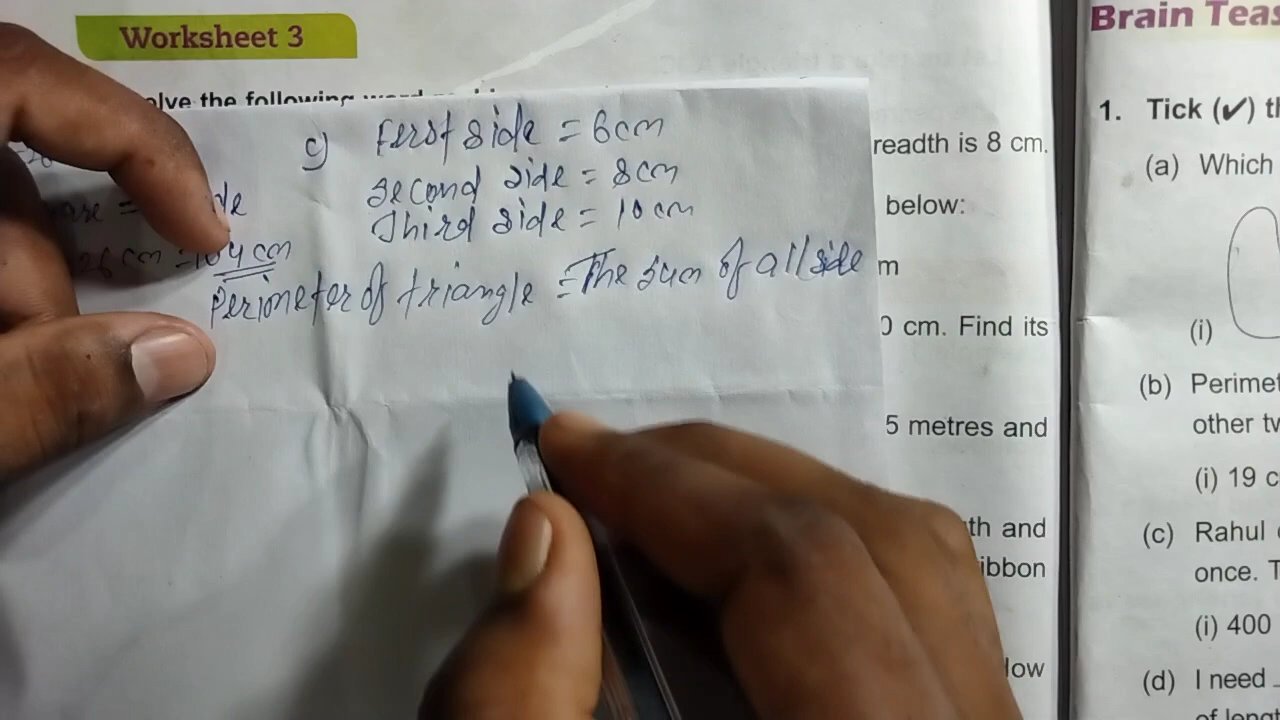 Worksheet 3
olve the following
c) First side = 6cm
Second side = 8cm
Third side = 10cm
104 cm
Perimeter of triangle = The sum of all side
readth is 8 cm.
below:
m
0 cm. Find its
5 metres and
th and
ibbon
low
Brain Teas
1. Tick (✔) th
(a) Which
(i)
(b) Perimet
other tw
(i) 19 c
(c) Rahul
once. T
(i) 400
(d) I need
of lengt